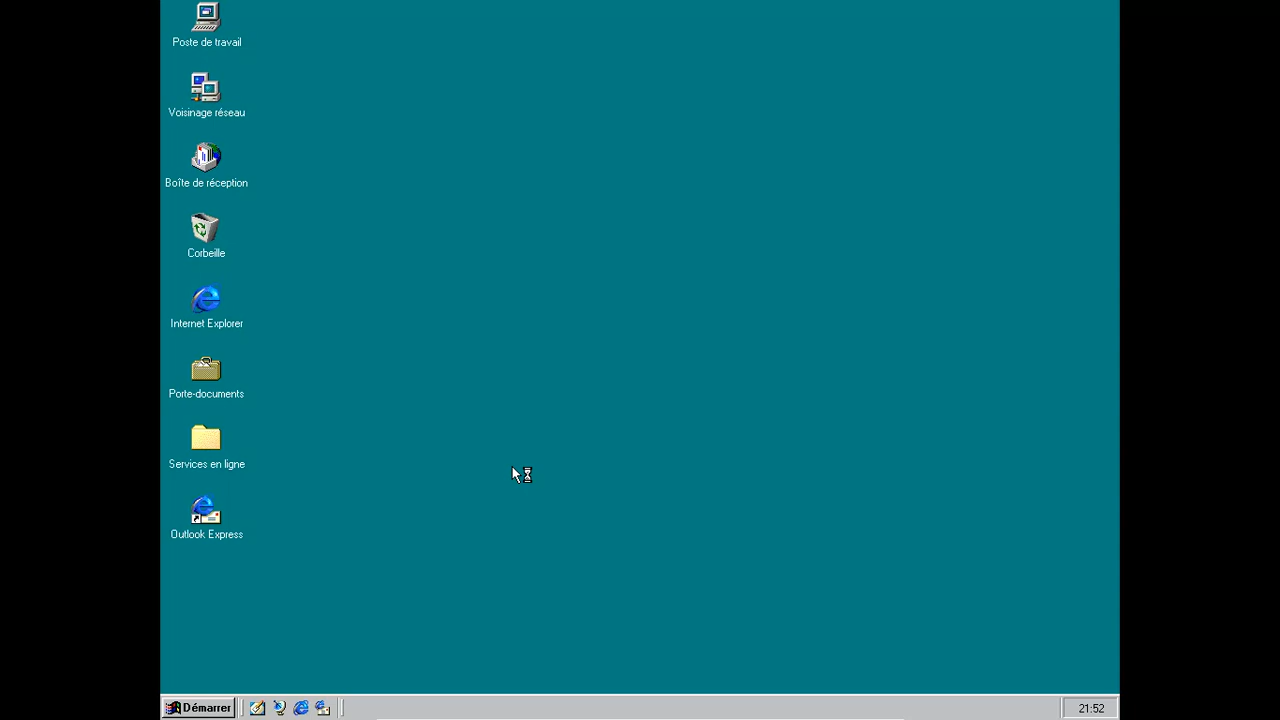 Poste de travail
Voisinage réseau
Boîte de réception
Corbeille
Internet Explorer
Porte-documents
Services en ligne
Outlook Express
Démarrer
21:52